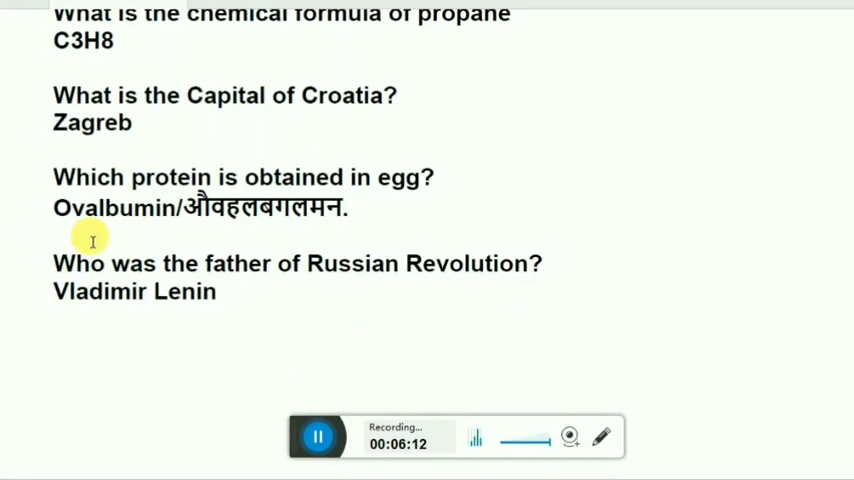 What is the chemical formula of propane
C3H8
What is the Capital of Croatia?
Zagreb
Which protein is obtained in egg?
Ovalbumin/औवहलबगलमन.
Who was the father of Russian Revolution?
Vladimir Lenin
Recording...
00:06:12